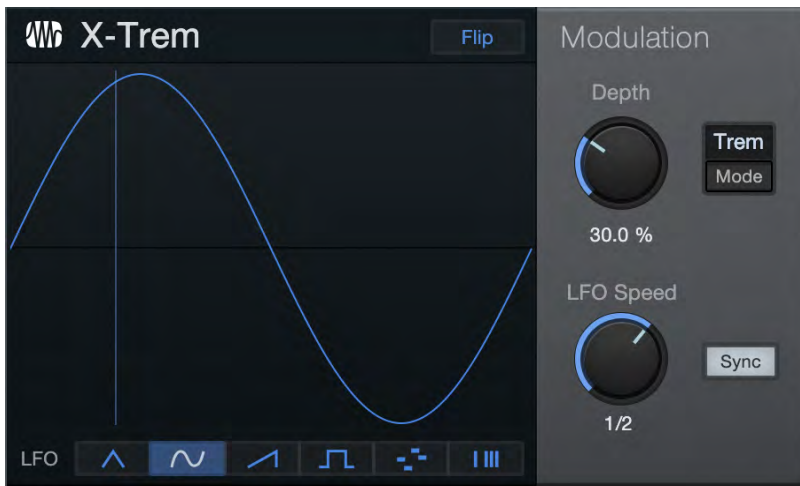 X-Trem
Flip
Modulation
Depth
Trem
Mode
30.0 %
LFO Speed
Sync
1/2
LFO